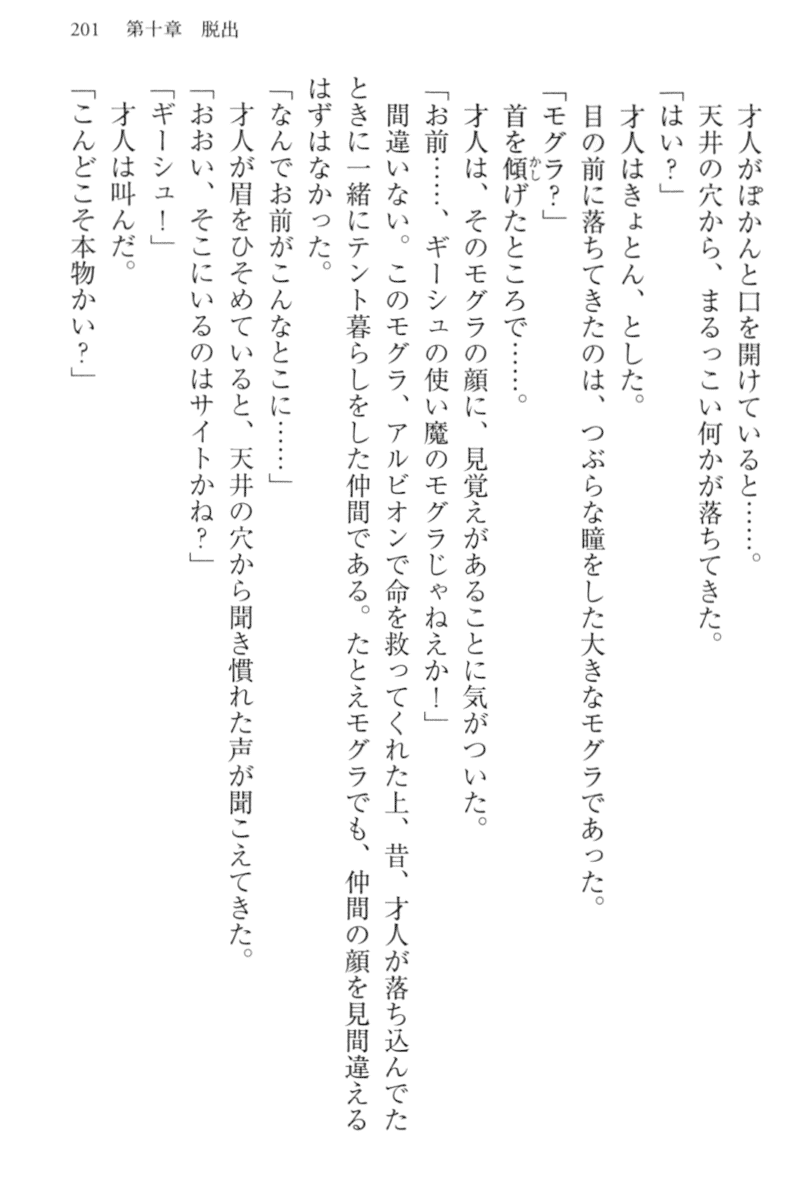 201　第十章　脱出
　才人がぽかんと口を開けていると……。
　天井の穴から、まるっこい何かが落ちてきた。
「はい？」
　才人はきょとん、とした。
　目の前に落ちてきたのは、つぶらな瞳をした大きなモグラであった。
「モグラ？」
　首を傾げたところで……。
　才人は、そのモグラの顔に、見覚えがあることに気がついた。
「お前……、ギーシュの使い魔のモグラじゃねえか！」
　間違いない。このモグラ、アルビオンで命を救ってくれた上、昔、才人が落ち込んでた
ときに一緒にテント暮らしをした仲間である。たとえモグラでも、仲間の顔を見間違える
はずはなかった。
「なんでお前がこんなとこに……」
　才人が眉をひそめていると、天井の穴から聞き慣れた声が聞こえてきた。
「おおい、そこにいるのはサイトかね？」
「ギーシュ！」
　才人は叫んだ。
「こんどこそ本物かい？」